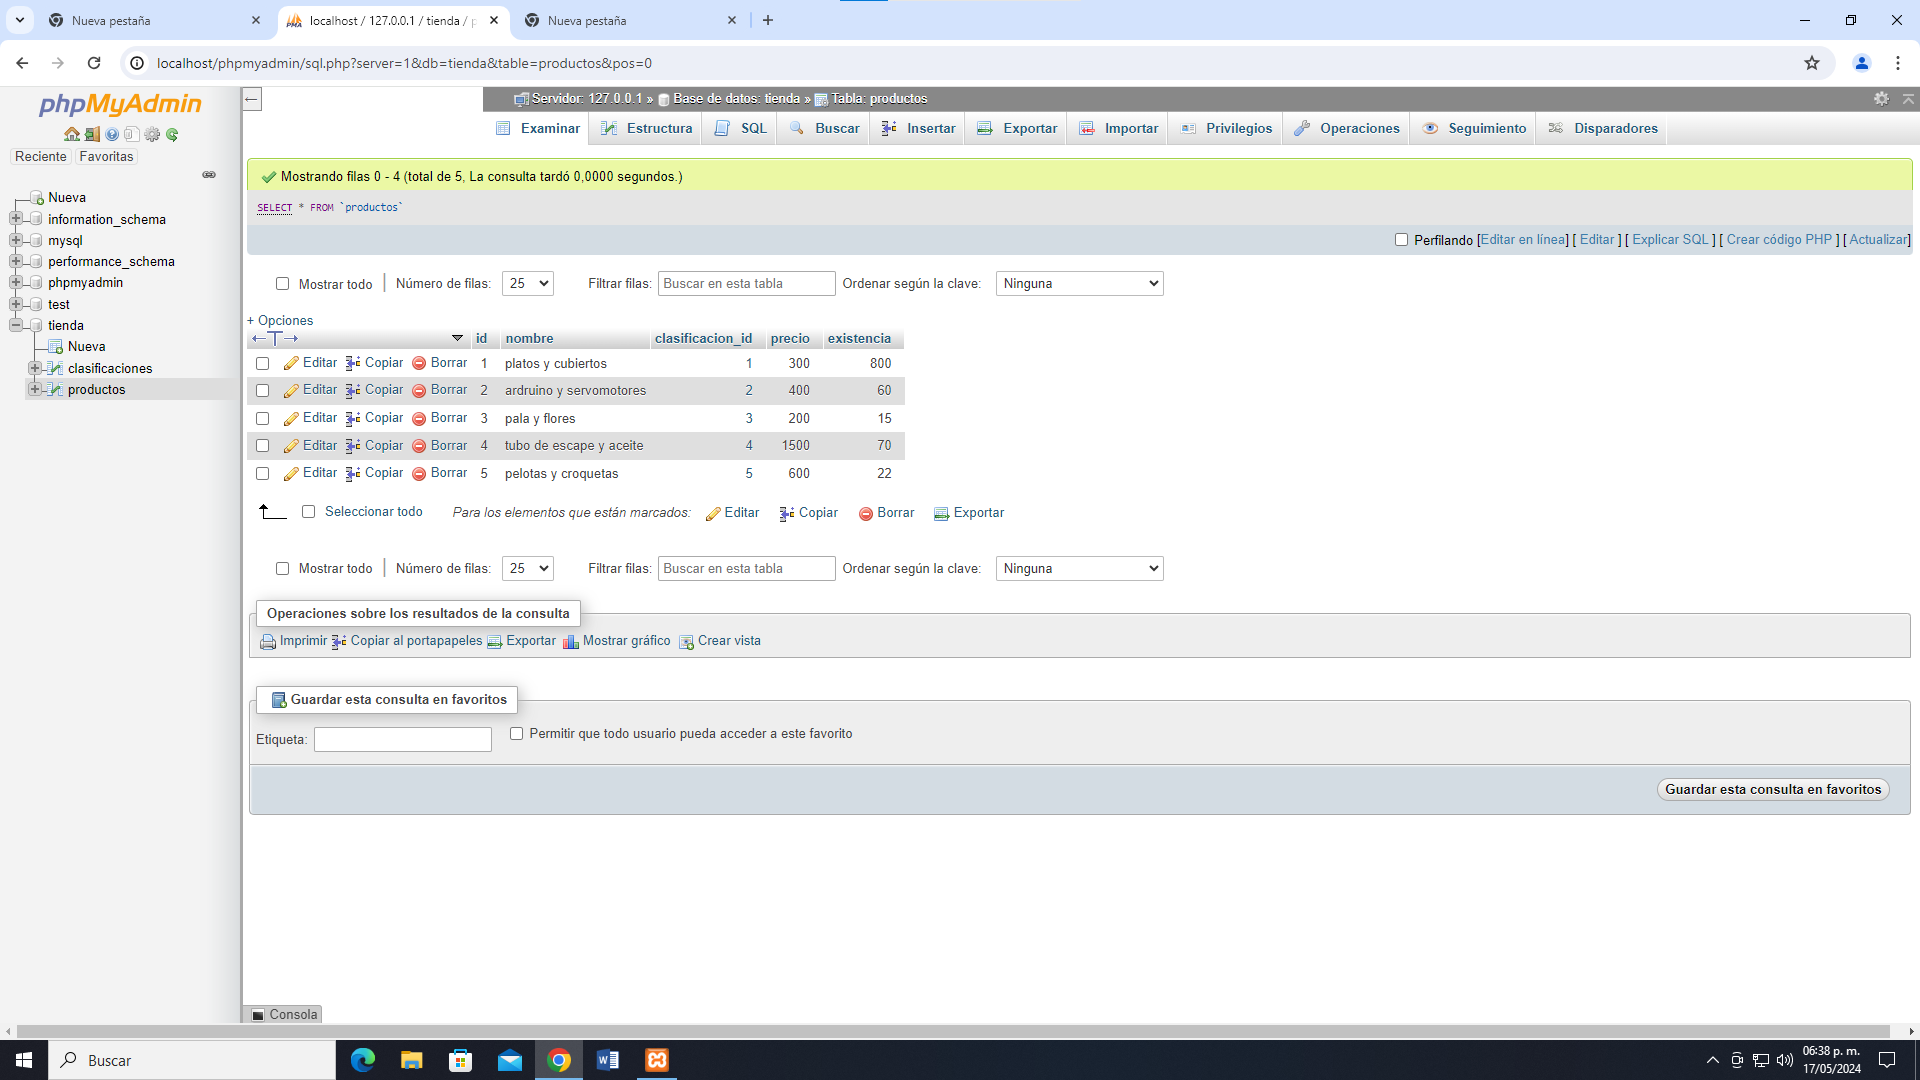 Nueva pestaña
localhost / 127.0.0.1 / tienda / p
Nueva pestaña
localhost/phpmyadmin/sql.php?server=1&db=tienda&table=productos&pos=0
phpMyAdmin
Reciente Favoritas
Nueva
information_schema
mysql
performance_schema
phpmyadmin
test
tienda
Nueva
clasificaciones
productos
Servidor: 127.0.0.1 » Base de datos: tienda » Tabla: productos
Examinar Estructura SQL Buscar Insertar Exportar Importar Privilegios Operaciones Seguimiento Disparadores
Mostrando filas 0 - 4 (total de 5, La consulta tardó 0,0000 segundos.)
SELECT * FROM `productos`
Perfilando [Editar en línea] [ Editar ] [ Explicar SQL ] [ Crear código PHP ] [ Actualizar]
Mostrar todo | Número de filas: 25 Filtrar filas: Buscar en esta tabla Ordenar según la clave: Ninguna
+ Opciones
←T→ id nombre clasificacion_id precio existencia
Editar Copiar Borrar 1 platos y cubiertos 1 300 800
Editar Copiar Borrar 2 ardruino y servomotores 2 400 60
Editar Copiar Borrar 3 pala y flores 3 200 15
Editar Copiar Borrar 4 tubo de escape y aceite 4 1500 70
Editar Copiar Borrar 5 pelotas y croquetas 5 600 22
Seleccionar todo Para los elementos que están marcados: Editar Copiar Borrar Exportar
Mostrar todo | Número de filas: 25 Filtrar filas: Buscar en esta tabla Ordenar según la clave: Ninguna
Operaciones sobre los resultados de la consulta
Imprimir Copiar al portapapeles Exportar Mostrar gráfico Crear vista
Guardar esta consulta en favoritos
Etiqueta: Permitir que todo usuario pueda acceder a este favorito
Guardar esta consulta en favoritos
Consola
Buscar
06:38 p. m.
17/05/2024